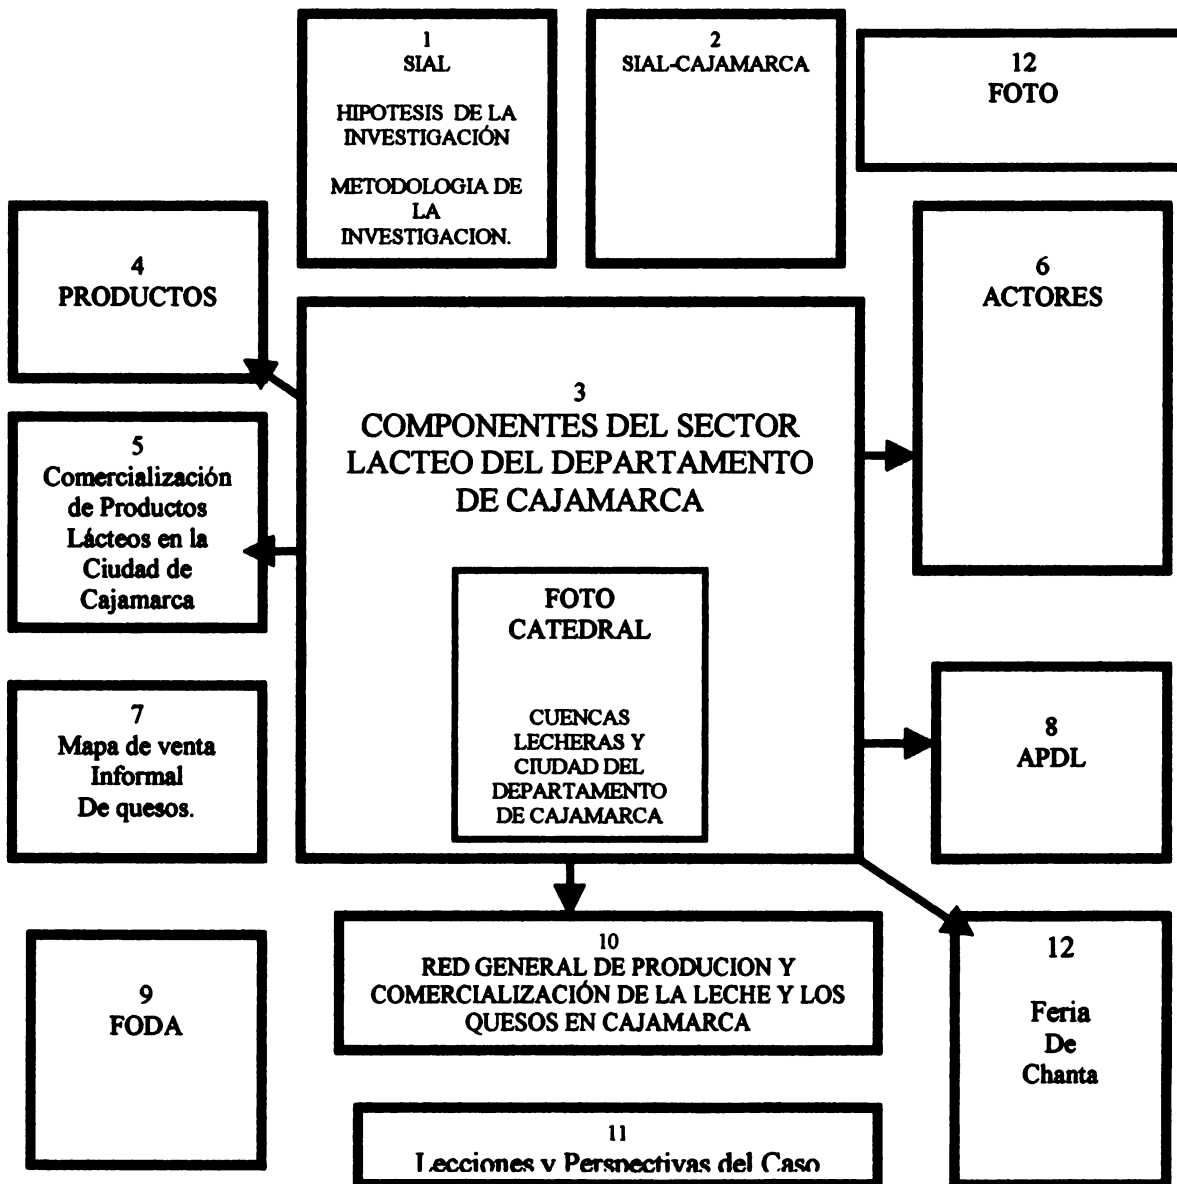 1
SIAL
HIPOTESIS DE LA
INVESTIGACIÓN
METODOLOGIA DE
LA
INVESTIGACION.
2
SIAL-CAJAMARCA
12
FOTO
4
PRODUCTOS
6
ACTORES
3
COMPONENTES DEL SECTOR
LACTEO DEL DEPARTAMENTO
DE CAJAMARCA
5
Comercialización
de Productos
Lácteos en la
Ciudad de
Cajamarca
FOTO
CATEDRAL
CUENCAS
LECHERAS Y
CIUDAD DEL
DEPARTAMENTO
DE CAJAMARCA
7
Mapa de venta
Informal
De quesos.
8
APDL
9
FODA
10
RED GENERAL DE PRODUCION Y
COMERCIALIZACIÓN DE LA LECHE Y LOS
QUESOS EN CAJAMARCA
12
Feria
De
Chanta
11
Lecciones y Perspectivas del Caso